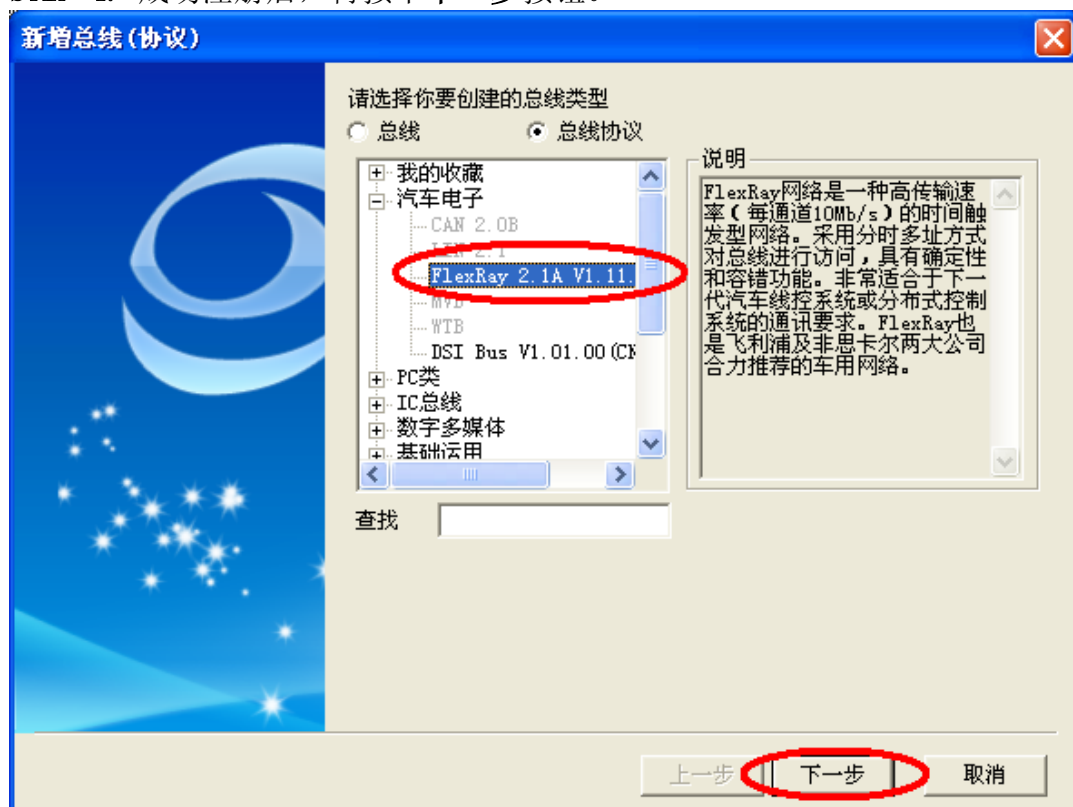 新增总线(协议)
请选择你要创建的总线类型
总线
总线协议
我的收藏
汽车电子
CAN 2.0B
LIN 2.1
FlexRay 2.1A V1.11.
MVB
WTB
DSI Bus V1.01.00(CN
PC类
IC总线
数字多媒体
基础运用
查找
说明
FlexRay网络是一种高传输速
率(每通道10Mb/s)的时间触
发型网络。采用分时多址方式
对总线进行访问,具有确定性
和容错功能。非常适合于下一
代汽车线控系统或分布式控制
系统的通讯要求。FlexRay也
是飞利浦及非思卡尔两大公司
合力推荐的车用网络。
上一步
下一步
取消